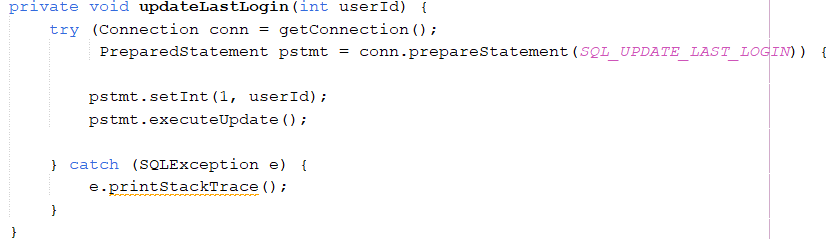 private void updateLastLogin(int userId) {
    try (Connection conn = getConnection();
         PreparedStatement pstmt = conn.prepareStatement(SQL_UPDATE_LAST_LOGIN)) {
        pstmt.setInt(1, userId);
        pstmt.executeUpdate();
    } catch (SQLException e) {
        e.printStackTrace();
    }
}